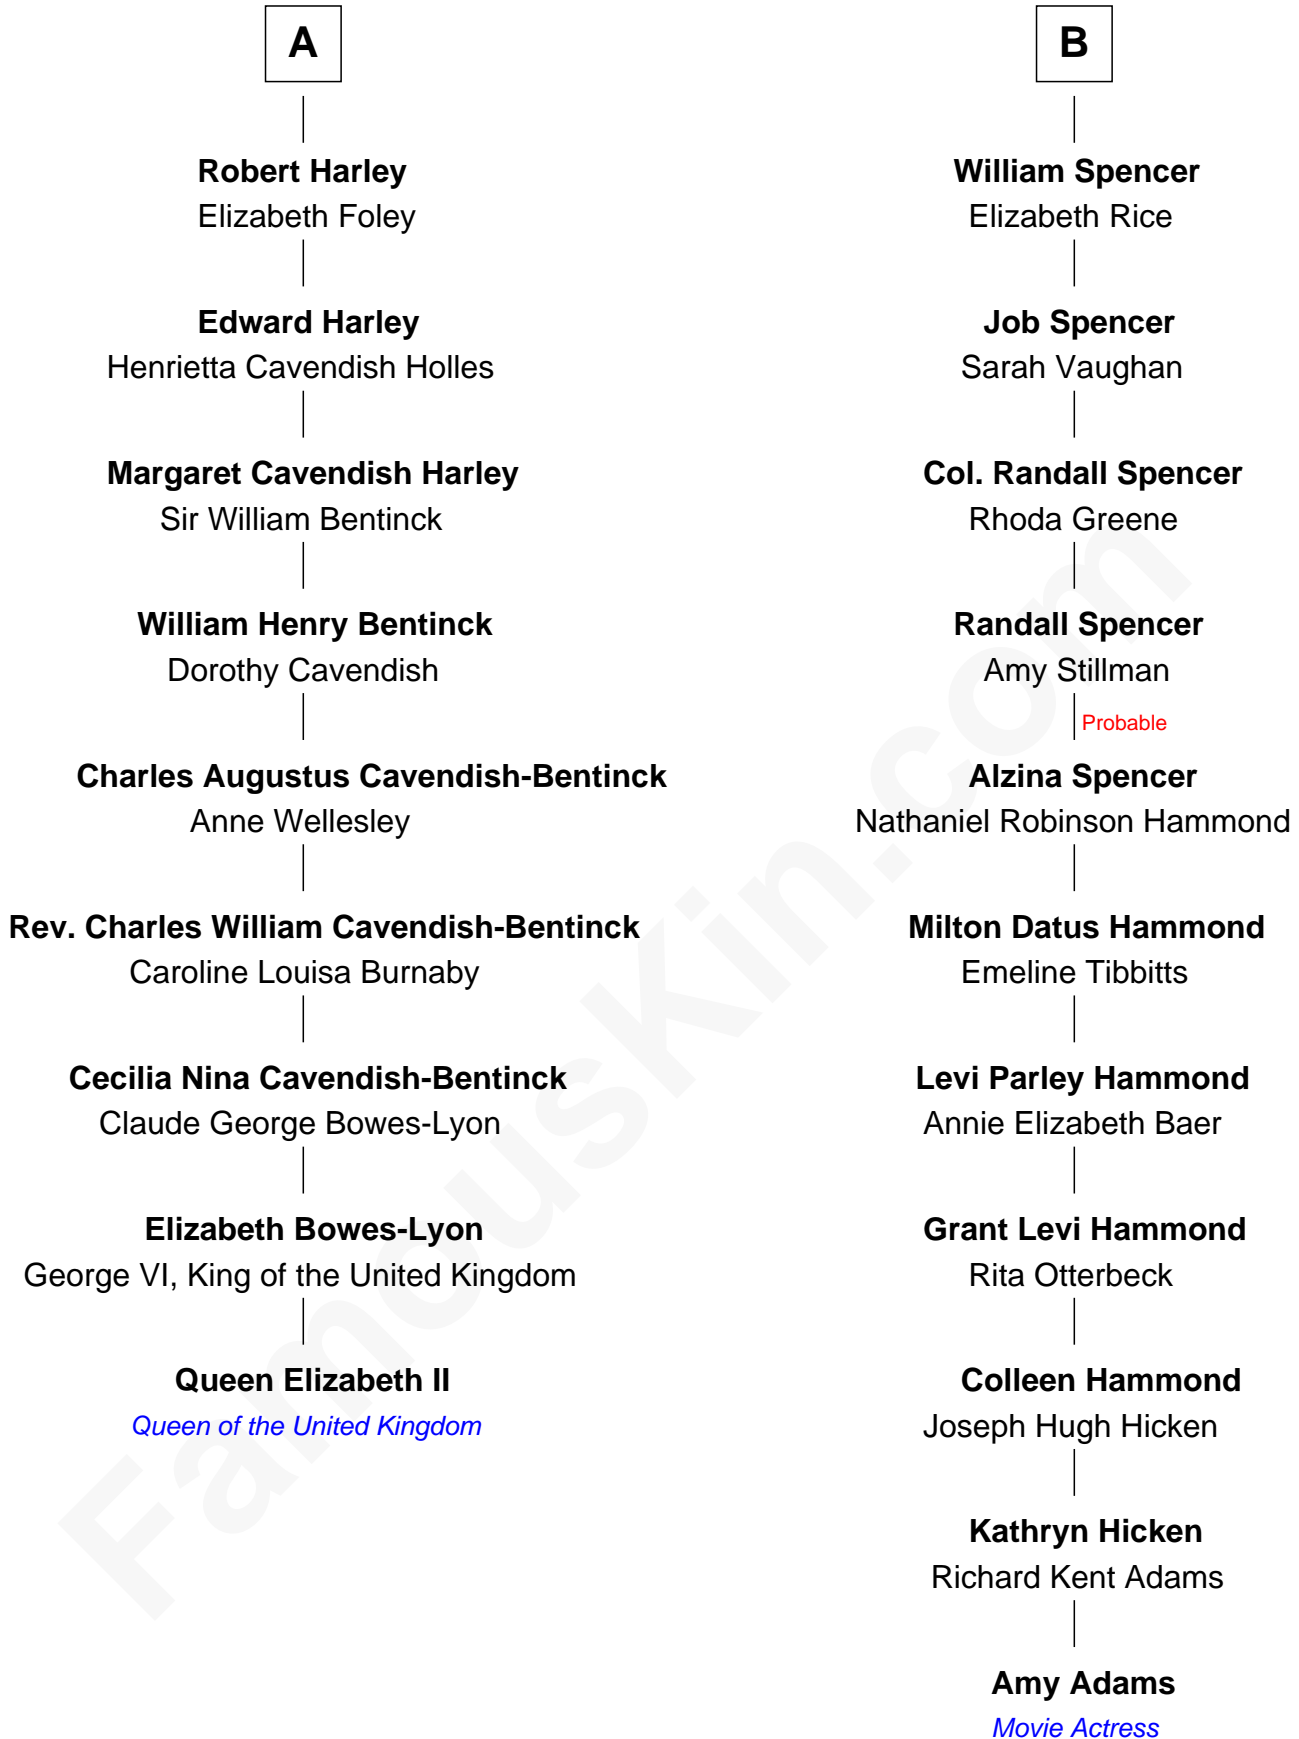 A
Robert Harley
Elizabeth Foley
Edward Harley
Henrietta Cavendish Holles
Margaret Cavendish Harley
Sir William Bentinck
William Henry Bentinck
Dorothy Cavendish
Charles Augustus Cavendish-Bentinck
Anne Wellesley
Rev. Charles William Cavendish-Bentinck
Caroline Louisa Burnaby
Cecilia Nina Cavendish-Bentinck
Claude George Bowes-Lyon
Elizabeth Bowes-Lyon
George VI, King of the United Kingdom
Queen Elizabeth II
Queen of the United Kingdom
B
William Spencer
Elizabeth Rice
Job Spencer
Sarah Vaughan
Col. Randall Spencer
Rhoda Greene
Randall Spencer
Amy Stillman
Probable
Alzina Spencer
Nathaniel Robinson Hammond
Milton Datus Hammond
Emeline Tibbitts
Levi Parley Hammond
Annie Elizabeth Baer
Grant Levi Hammond
Rita Otterbeck
Colleen Hammond
Joseph Hugh Hicken
Kathryn Hicken
Richard Kent Adams
Amy Adams
Movie Actress
FamousKin.com